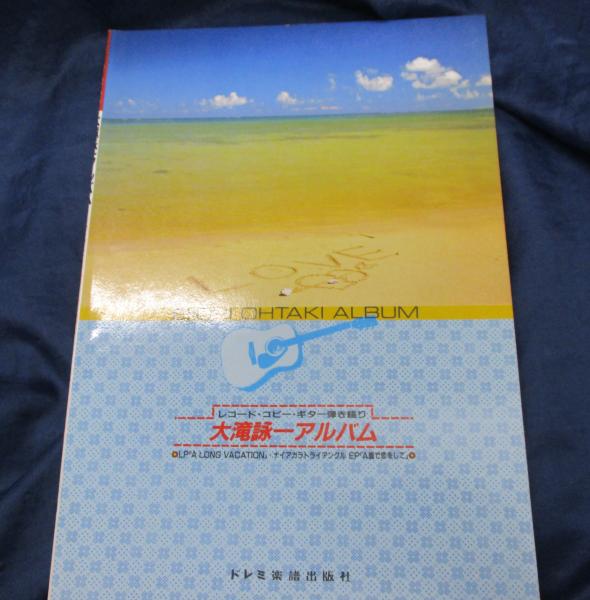 LOVE
OHTAKI ALBUM
レコード・コピー・ギター弾き語り
大滝詠一アルバム
LP「A LONG VACATION」・ナイアガラトライアングル EP「A面で恋をして」
ドレミ楽譜出版社